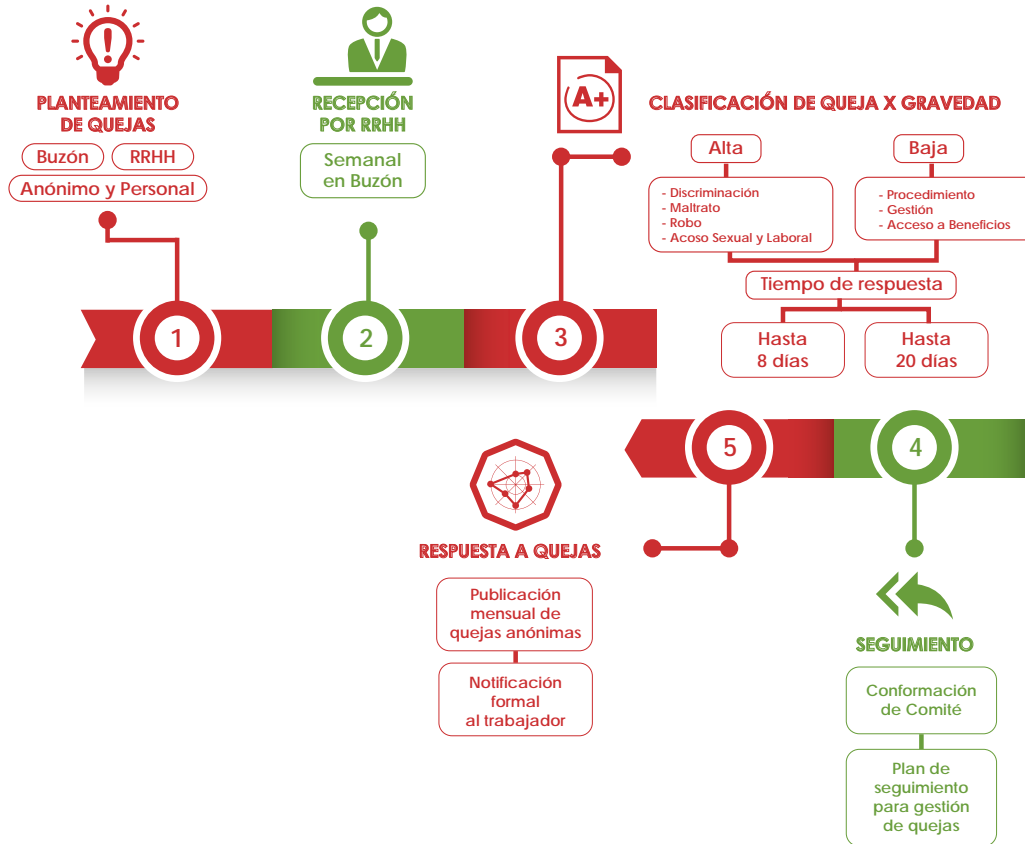 PLANTEAMIENTO
DE QUEJAS
Buzón
RRHH
Anónimo y Personal
1
RECEPCIÓN
POR RRHH
Semanal
en Buzón
2
A+
3
CLASIFICACIÓN DE QUEJA X GRAVEDAD
Alta
- Discriminación
- Maltrato
- Robo
- Acoso Sexual y Laboral
Baja
- Procedimiento
- Gestión
- Acceso a Beneficios
Tiempo de respuesta
Hasta
8 días
Hasta
20 días
4
SEGUIMIENTO
Conformación
de Comité
Plan de
seguimiento
para gestión
de quejas
5
RESPUESTA A QUEJAS
Publicación
mensual de
quejas anónimas
Notificación
formal
al trabajador